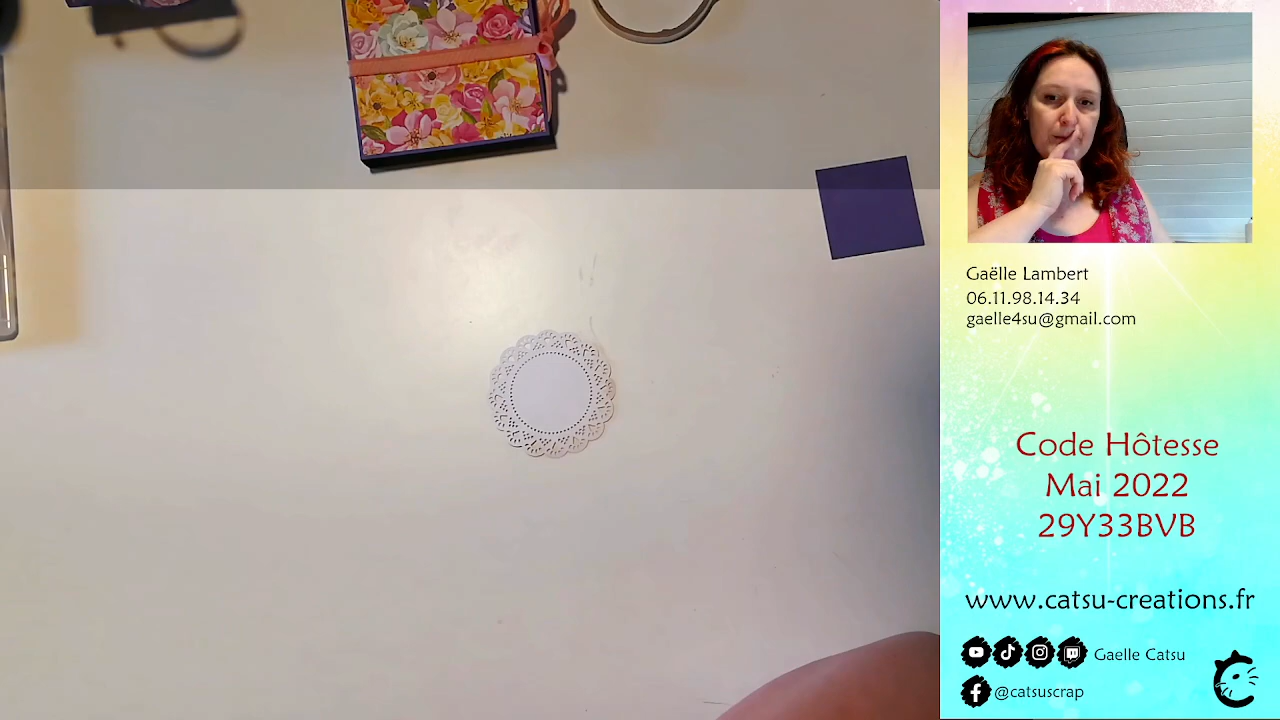 Gaëlle Lambert
06.11.98.14.34
gaelle4su@gmail.com
Code Hôtesse
Mai 2022
29Y33BVB
www.catsu-creations.fr
Gaelle Catsu
@catsuscrap